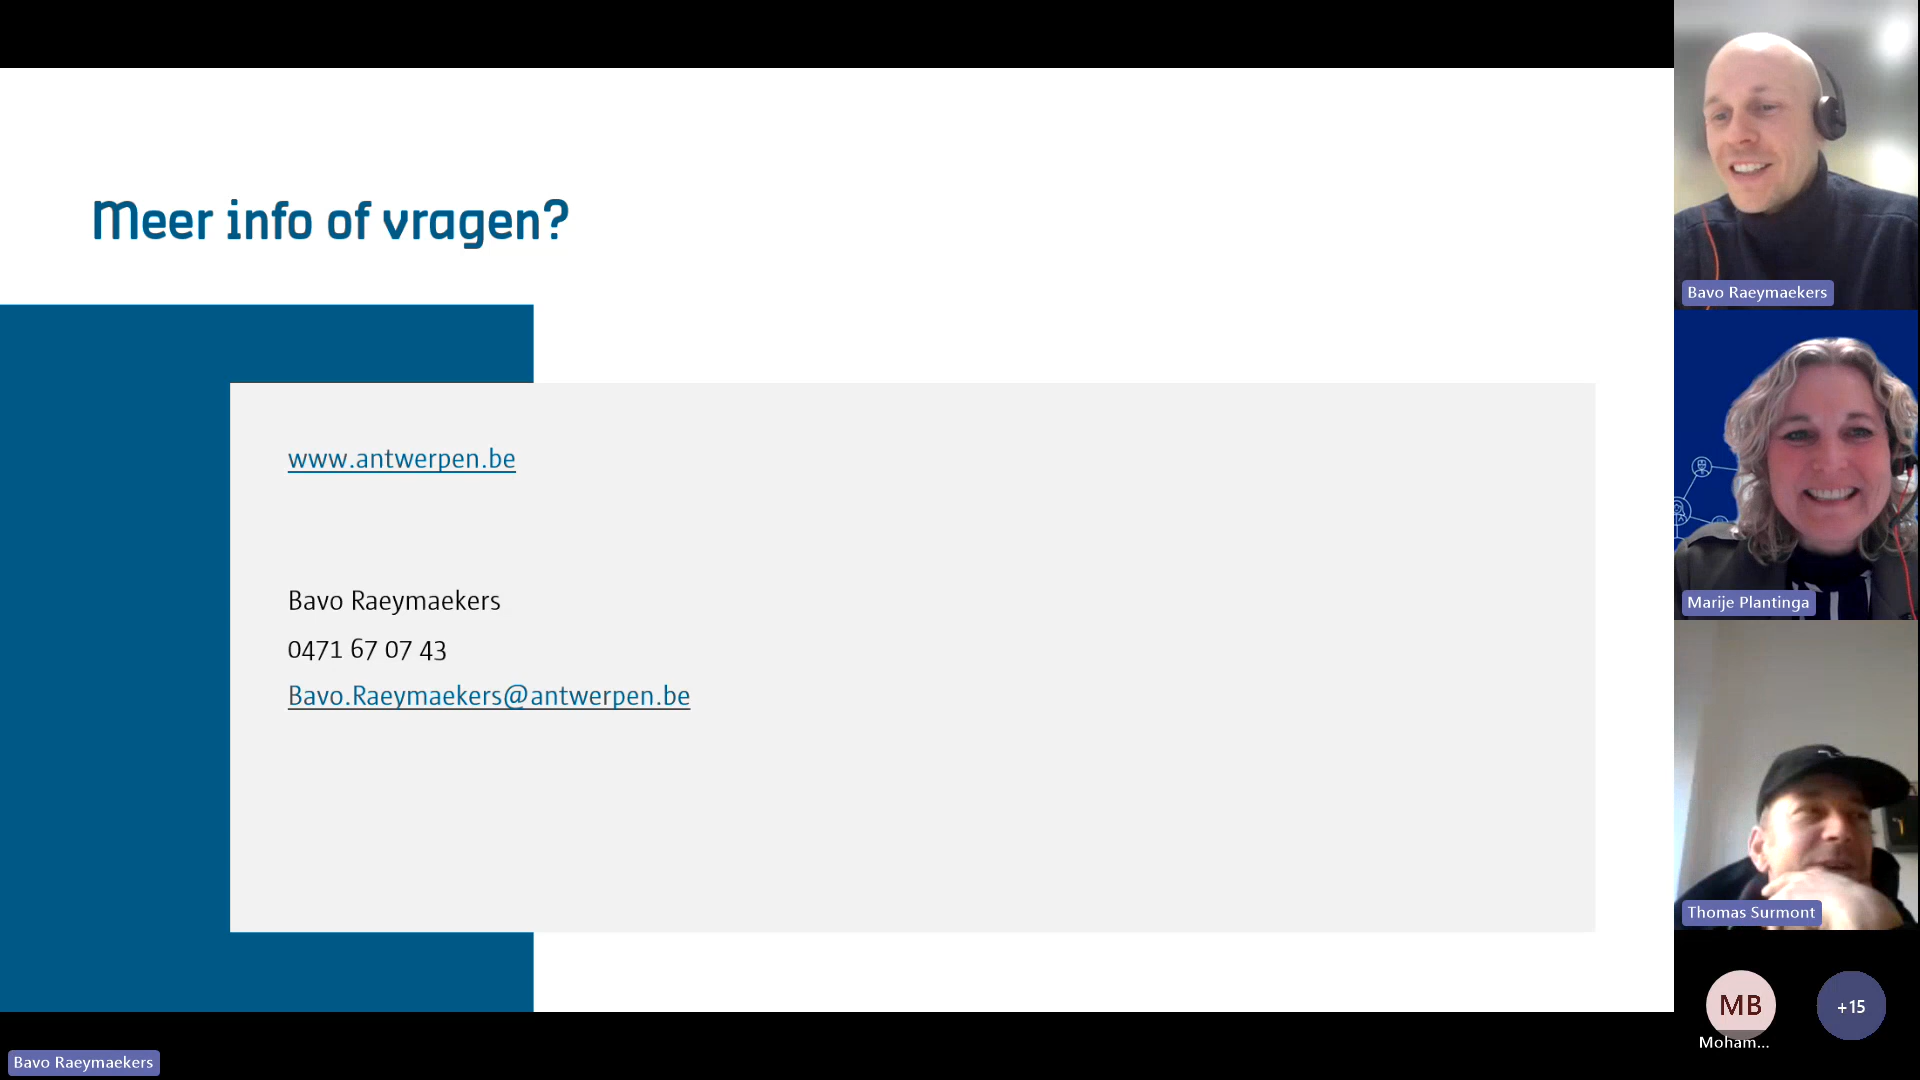 Meer info of vragen?
www.antwerpen.be
Bavo Raeymaekers
0471 67 07 43
Bavo.Raeymaekers@antwerpen.be
Bavo Raeymaekers
Marije Plantinga
Thomas Surmont
MB
+15
Moham...
Bavo Raeymaekers